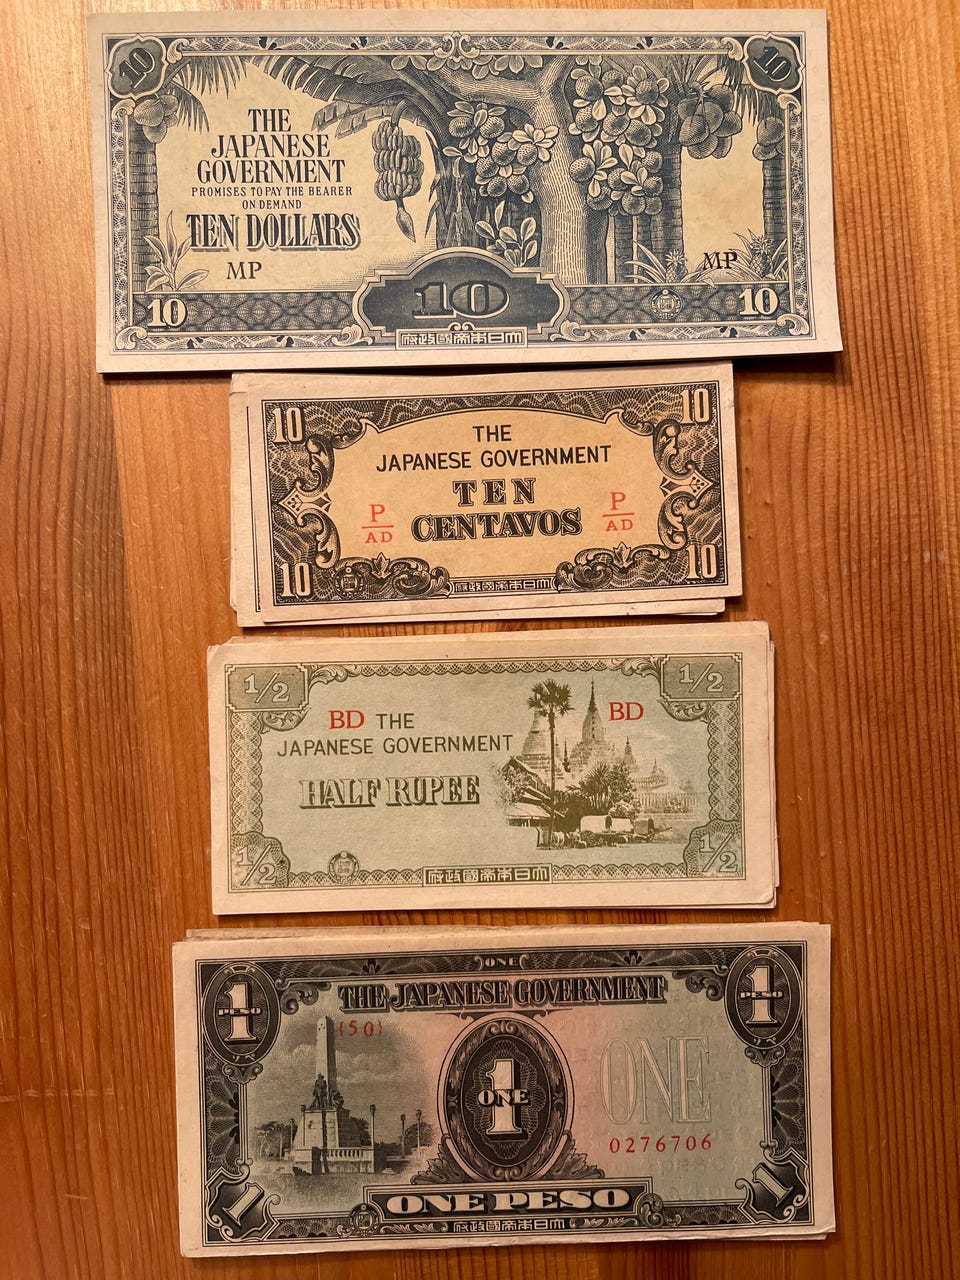 10
10
THE
JAPANESE
GOVERNMENT
PROMISES TO PAY THE BEARER
ON DEMAND
TEN DOLLARS
MP
MP
10
10
10
大日本帝國政府
10
10
THE
JAPANESE GOVERNMENT
TEN
CENTAVOS
P
AD
P
AD
10
10
大日本帝國政府
1/2
1/2
BD THE
BD
JAPANESE GOVERNMENT
HALF RUPEE
1/2
1/2
大日本帝國政府
ONE
1
PESO
1
PESO
THE JAPANESE GOVERNMENT
{50}
1
ONE
ONE
0276706
1
1
ONE PESO
大日本帝國政府